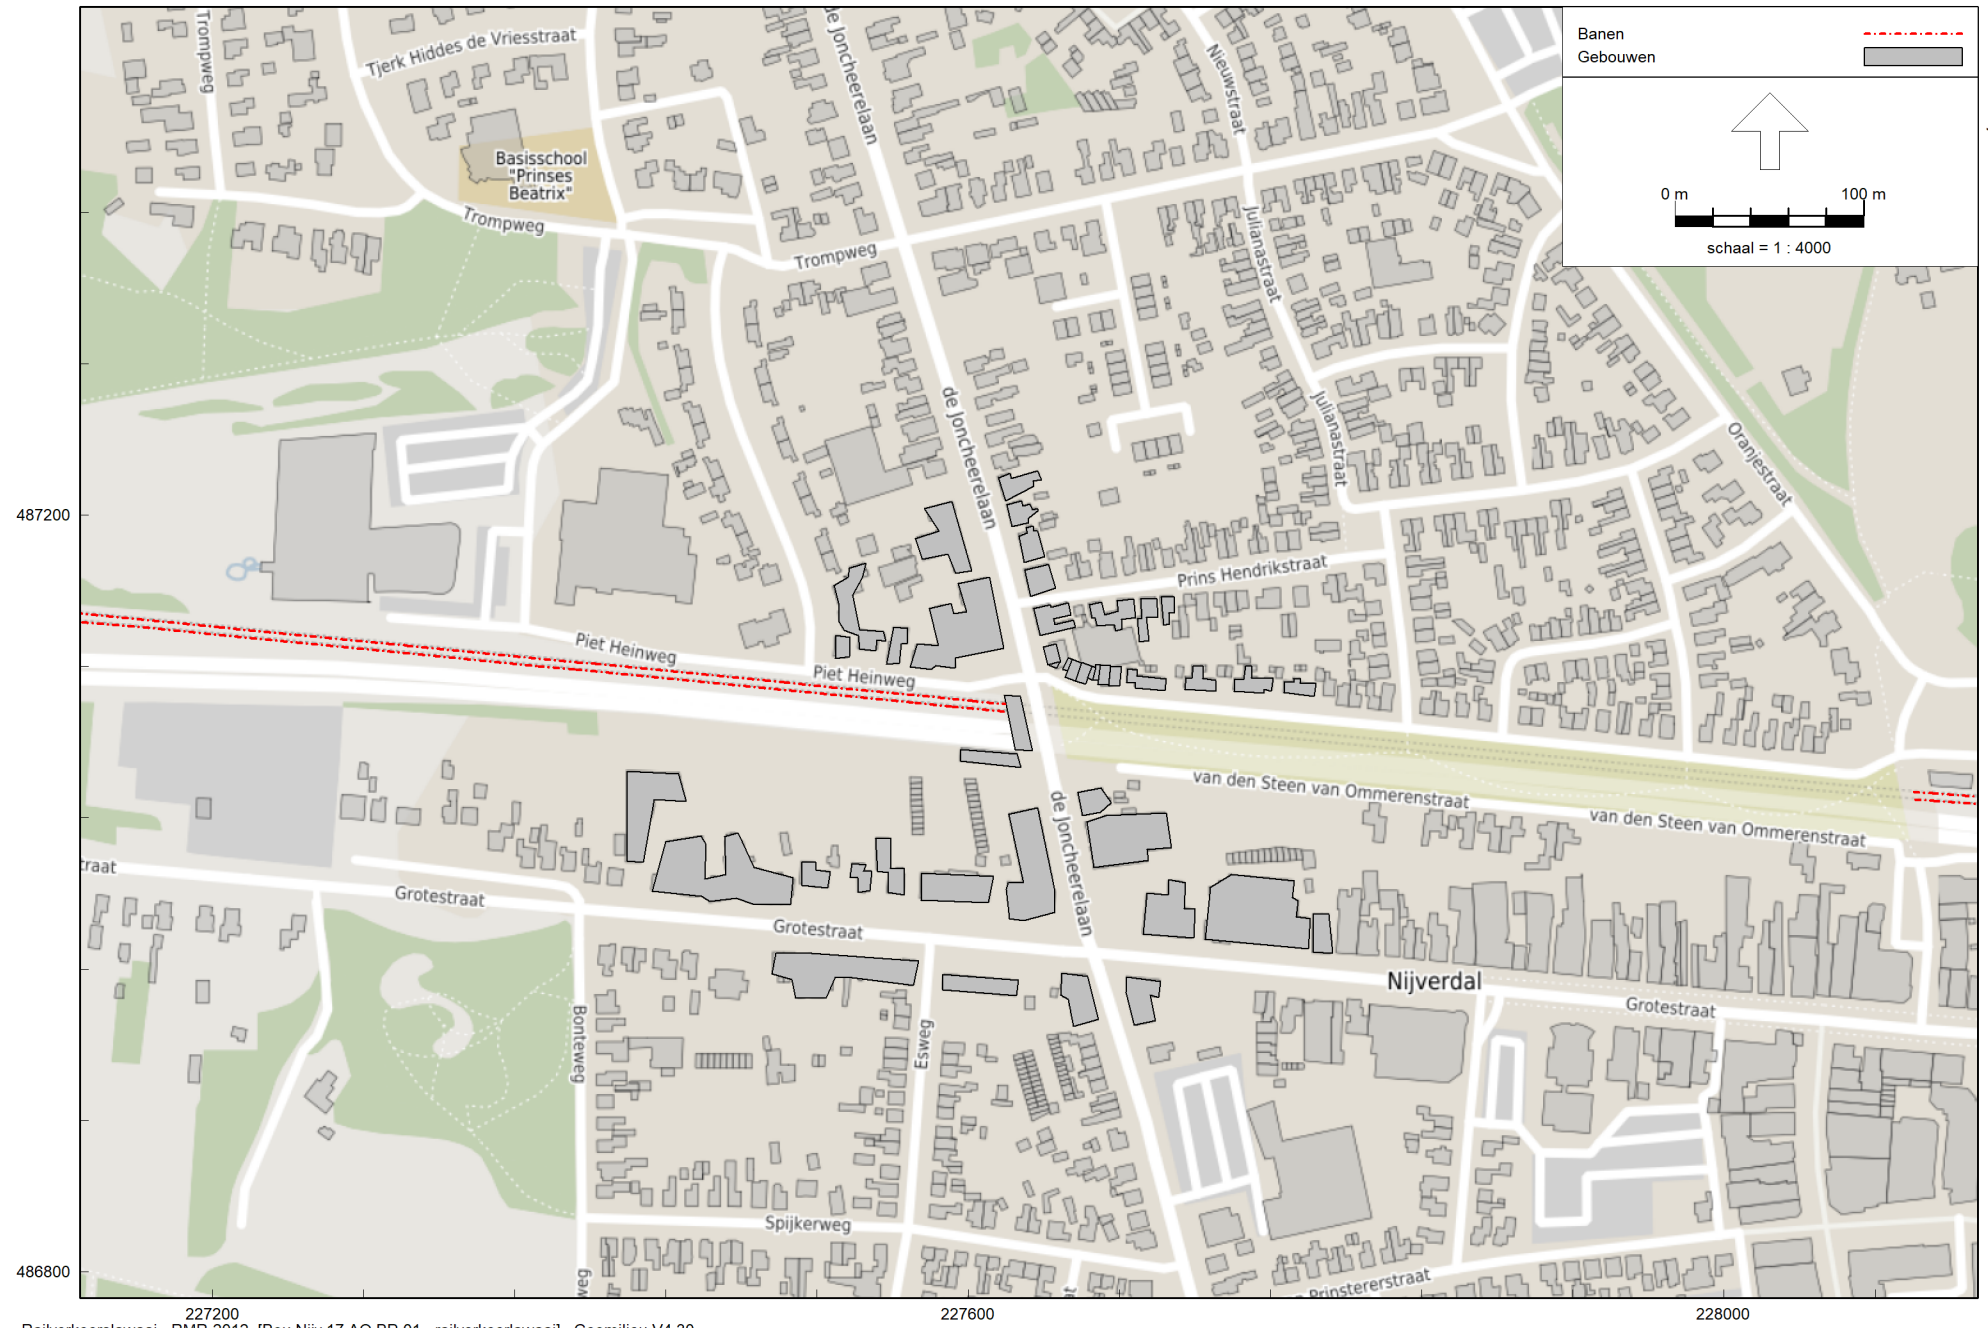 Banen
Gebouwen
0 m
100 m
schaal = 1 : 4000
Trompweg
Tjerk Hiddes de Vriesstraat
de Joncheerelaan
Nieuwstraat
Basisschool
"Prinses
Beatrix"
Trompweg
Trompweg
Julianastraat
de Joncheerelaan
Julianastraat
Oranjestraat
487200
Prins Hendrikstraat
Piet Heinweg
Piet Heinweg
van den Steen van Ommerenstraat
van den Steen van Ommerenstraat
de Joncheerelaan
traat
Grotestraat
Grotestraat
Nijverdal
Grotestraat
Bonteweg
Esweg
Spijkerweg
486800
weg
Prinstererstraat
227200
227600
228000